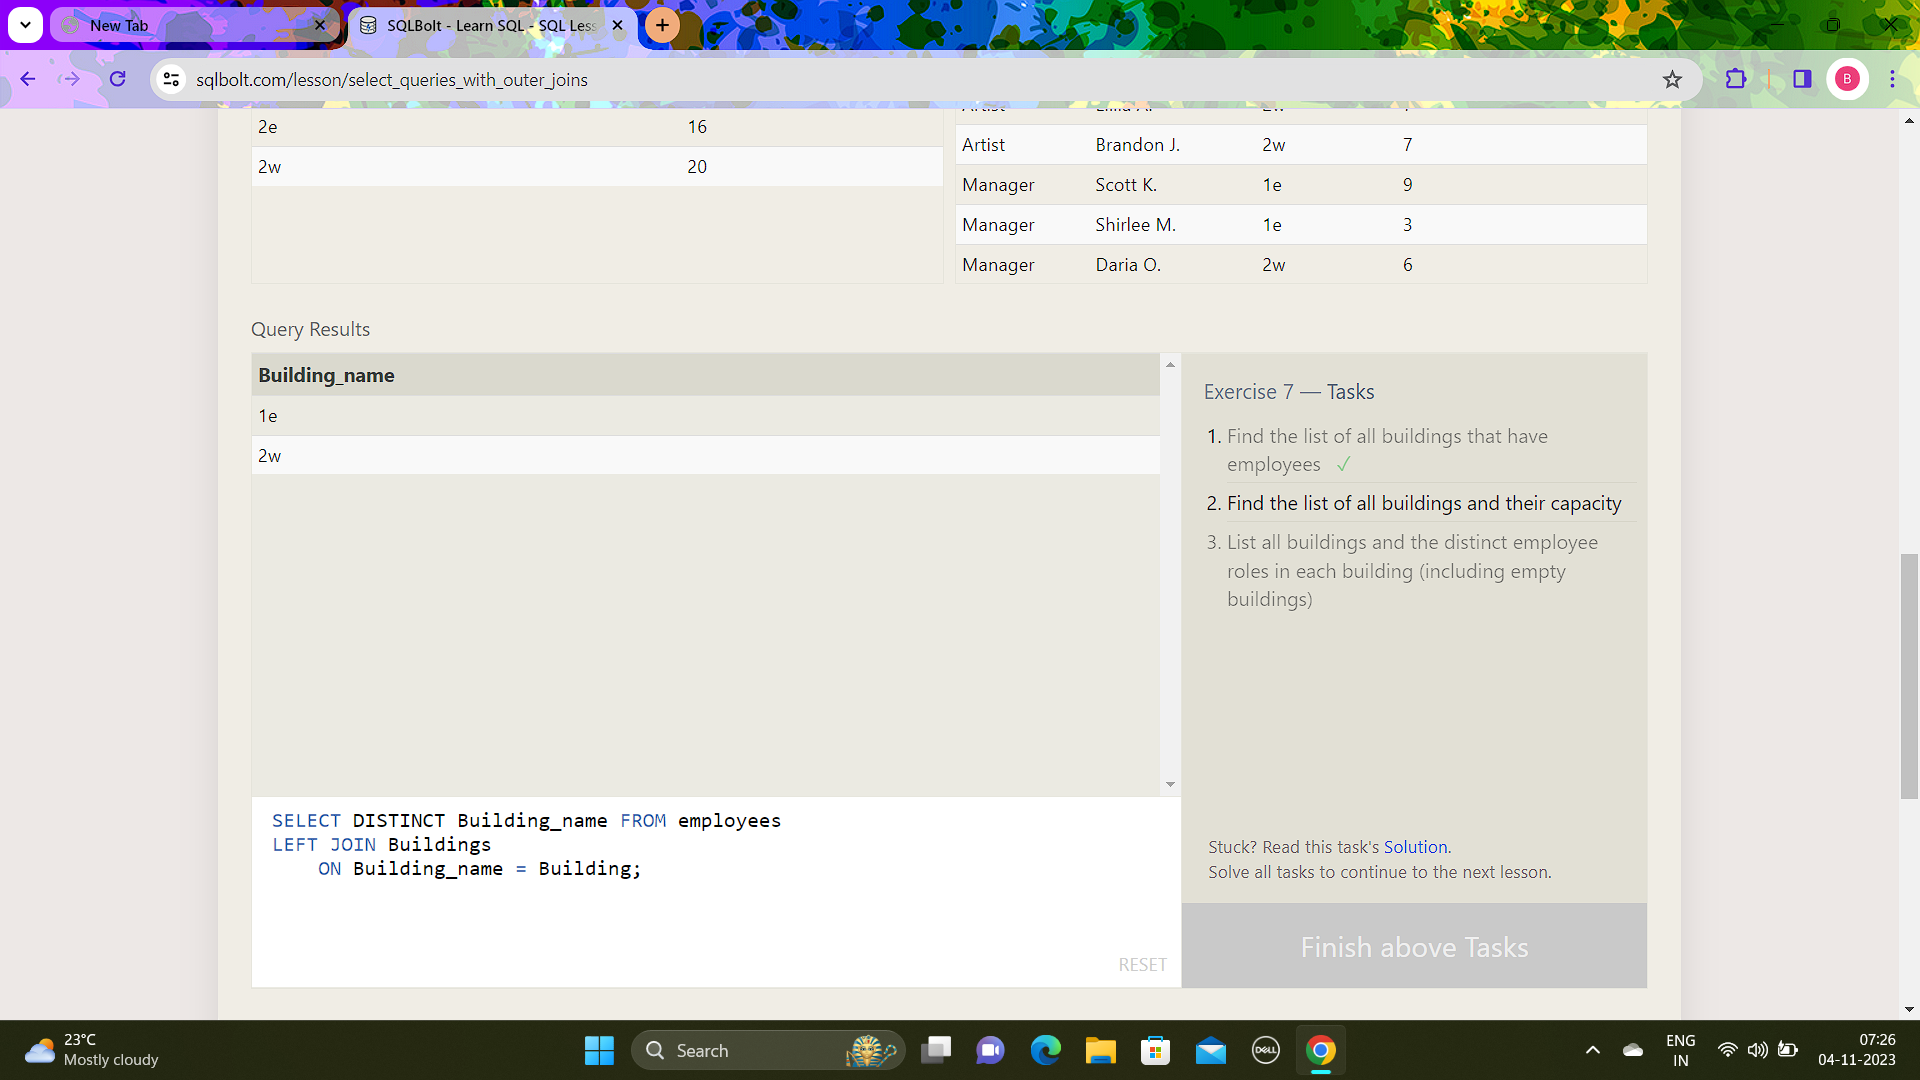 New Tab
SQLBolt - Learn SQL - SQL Less
sqlbolt.com/lesson/select_queries_with_outer_joins
B
2e 16
2w 20
Artist Brandon J. 2w 7
Manager Scott K. 1e 9
Manager Shirlee M. 1e 3
Manager Daria O. 2w 6
Query Results
Building_name
1e
2w
Exercise 7 — Tasks
1. Find the list of all buildings that have
employees ✓
2. Find the list of all buildings and their capacity
3. List all buildings and the distinct employee
roles in each building (including empty
buildings)
SELECT DISTINCT Building_name FROM employees
LEFT JOIN Buildings
ON Building_name = Building;
RESET
Stuck? Read this task's Solution.
Solve all tasks to continue to the next lesson.
Finish above Tasks
23°C
Mostly cloudy
Search
DELL
ENG
IN
07:26
04-11-2023